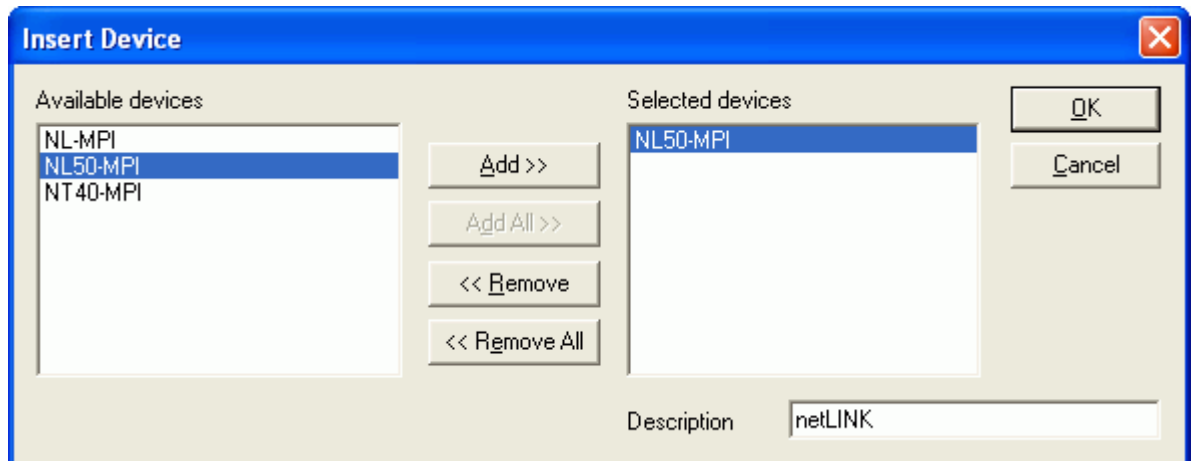 Insert Device
Available devices
NL-MPI
NL50-MPI
NT40-MPI
Add >>
Add All >>
<< Remove
<< Remove All
Selected devices
NL50-MPI
OK
Cancel
Description
netLINK